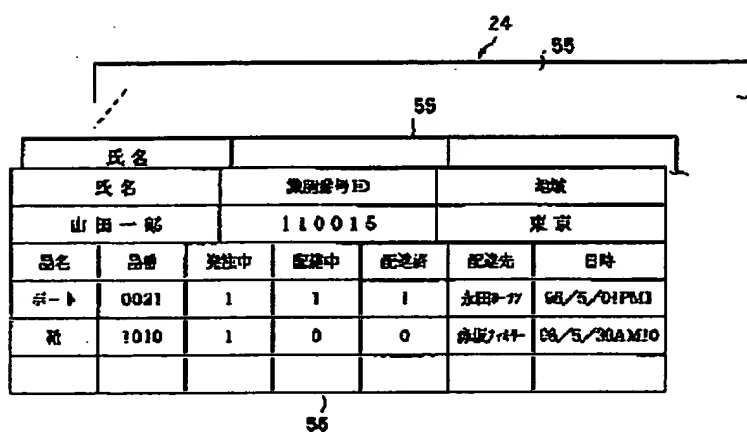 24
55
55
氏名
氏名 識別番号ID 地域
山田一郎 110015 東京
品名 品番 発注中 配達中 配達済 配達先 日時
ボート 0021 1 1 1
1010 1 0 0
55